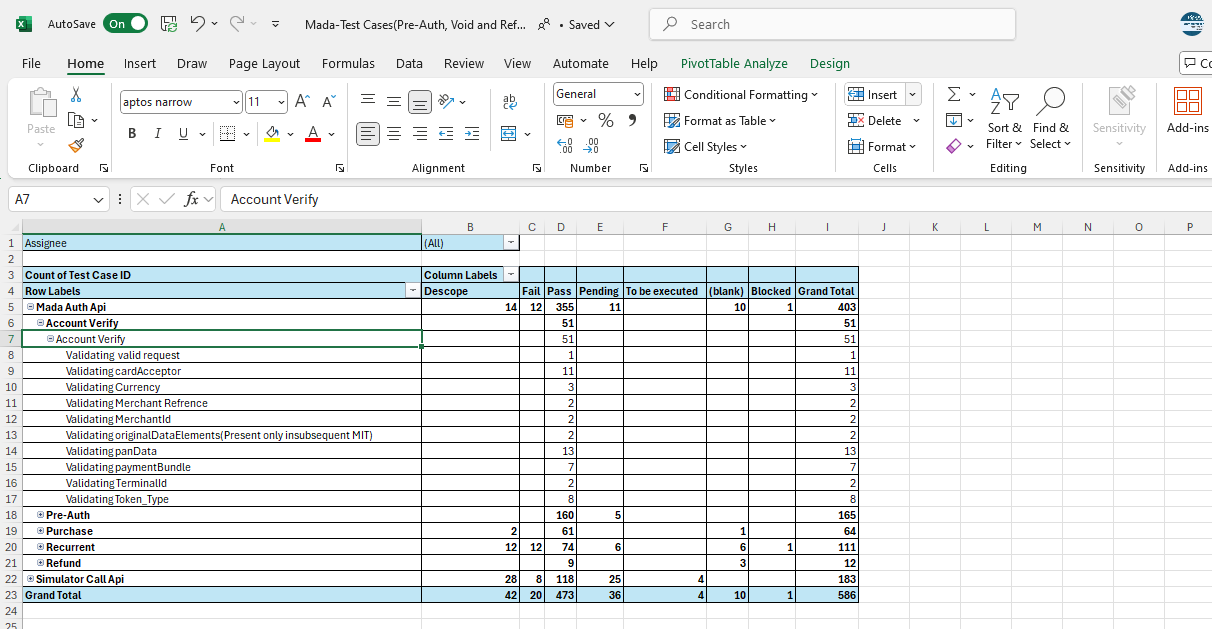 AutoSave On Mada-Test Cases(Pre-Auth, Void and Ref... • Saved Search
File Home Insert Draw Page Layout Formulas Data Review View Automate Help PivotTable Analyze Design Co
aptos narrow 11 General Conditional Formatting Insert
Paste Format as Table Delete Sort & Find & Sensitivity Add-ins
B I U A Cell Styles Format Filter Select
Clipboard Font Alignment Number Styles Cells Editing Sensitivity Add-ins
A7 fx Account Verify
A B C D E F G H I J K L M N O P
1 Assignee (All)
2
3 Count of Test Case ID Column Labels
4 Row Labels Descope Fail Pass Pending To be executed (blank) Blocked Grand Total
5 Mada Auth Api 14 12 355 11 10 1 403
6 Account Verify 51 51
7 Account Verify 51 51
8 Validating valid request 1 1
9 Validating cardAcceptor 11 11
10 Validating Currency 3 3
11 Validating Merchant Refrence 2 2
12 Validating MerchantId 2 2
13 Validating originalDataElements(Present only insubsequent MIT) 2 2
14 Validating panData 13 13
15 Validating paymentBundle 7 7
16 Validating TerminalId 2 2
17 Validating Token_Type 8 8
18 Pre-Auth 160 5 165
19 Purchase 2 61 1 64
20 Recurrent 12 12 74 6 6 1 111
21 Refund 9 3 12
22 Simulator Call Api 28 8 118 25 4 183
23 Grand Total 42 20 473 36 4 10 1 586
24
25